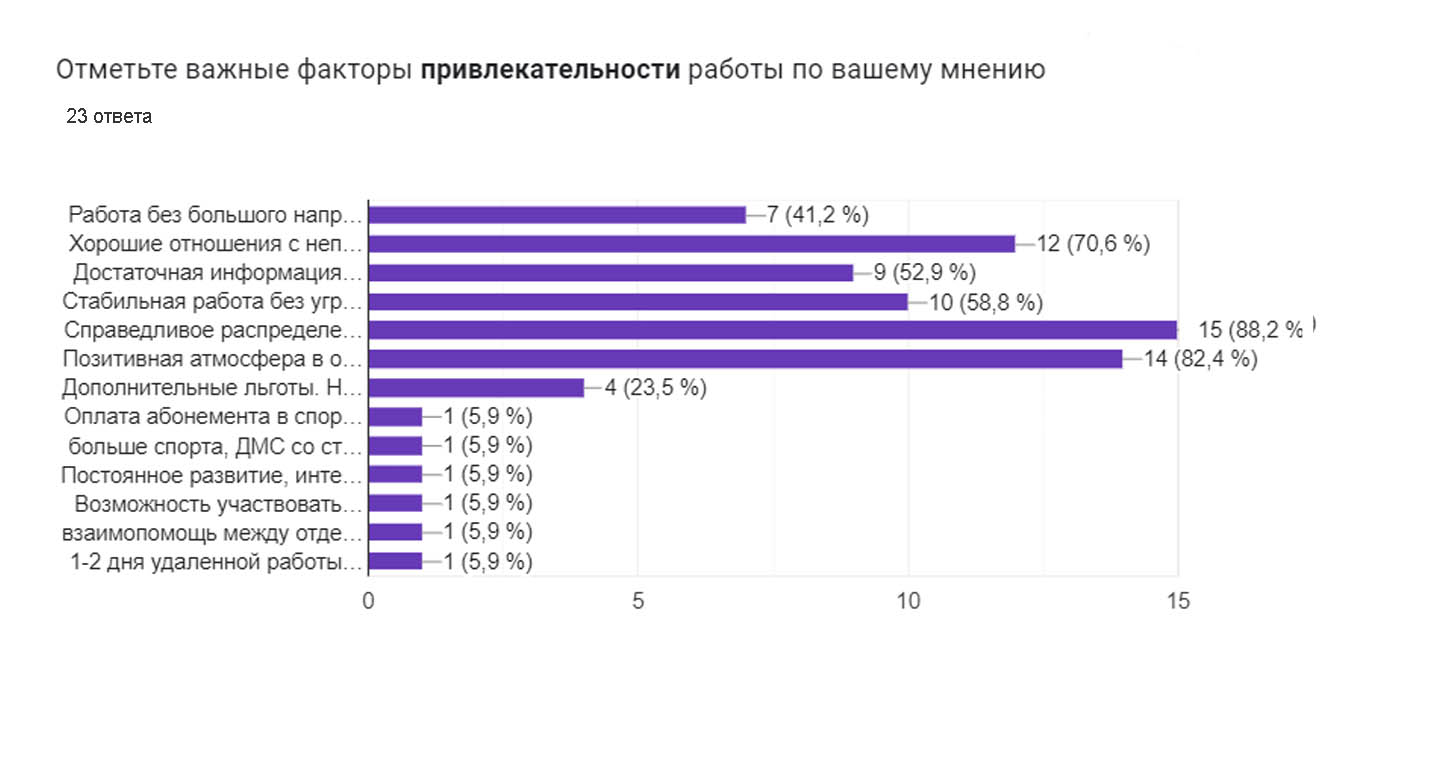 Отметьте важные факторы привлекательности работы по вашему мнению
23 ответа
Работа без большого напр… 7 (41,2 %)
Хорошие отношения с неп… 12 (70,6 %)
Достаточная информация… 9 (52,9 %)
Стабильная работа без угр… 10 (58,8 %)
Справедливое распределе… 15 (88,2 % )
Позитивная атмосфера в о… 14 (82,4 %)
Дополнительные льготы. Н… 4 (23,5 %)
Оплата абонемента в спор… 1 (5,9 %)
больше спорта, ДМС со ст… 1 (5,9 %)
Постоянное развитие, инте… 1 (5,9 %)
Возможность участвовать… 1 (5,9 %)
взаимопомощь между отде… 1 (5,9 %)
1-2 дня удаленной работы… 1 (5,9 %)
0 5 10 15